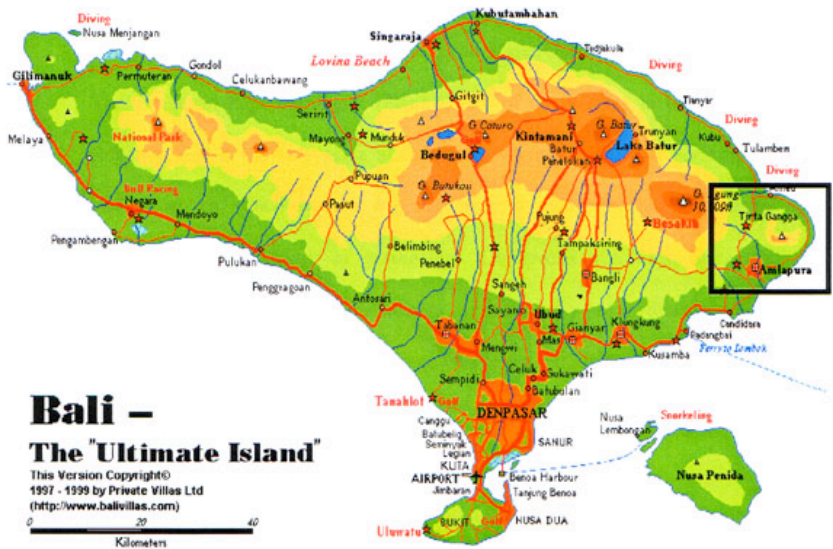 Diving
Nusa Menjangan
Kubutambahan
Singaraja
Tedjekule
Diving
Gilimanuk
Permuteran
Gondol
Lovina Beach
Celukanbawang
Gitgit
Tianyar
Seririt
Diving
Melaya
National Park
Mayong
Munduk
G. Catur
Kintamani
G. Batur
Trunyan
Kubu
Batur
Lake Batur
Tulamben
Bedugul
Penelokan
Diving
Pupuan
Bull Racing
Negara
G. Batukau
Pasut
Mendoyo
Pujung
Besakih
Tirta Gangga
Pengambengan
Belimbing
Tampaksiring
Pulukan
Penebel
Bangli
Amlapura
Penggragoan
Sangeh
Antosari
Sayano
Ubud
Candidasa
Tabanan
Gianyar
Klungkung
Padangbai
Mengwi
Mas
Kusamba
Ferry to Lombok
Sempidi
Celuk
Sukawati
Batubulan
Tanahlot
Golf
DENPASAR
Snorkeling
Canggu
Nusa
Lembongan
Batubelig
Seminyak
SANUR
Legian
KUTA
Nusa Penida
AIRPORT
Benoa Harbour
Jimbaran
Tanjung Benoa
BUKIT
Golf
NUSA DUA
Uluwatu
Bali –
The "Ultimate Island"
This Version Copyright©
1997 - 1999 by Private Villas Ltd
(http://www.balivillas.com)
0 20 40
Kilometers